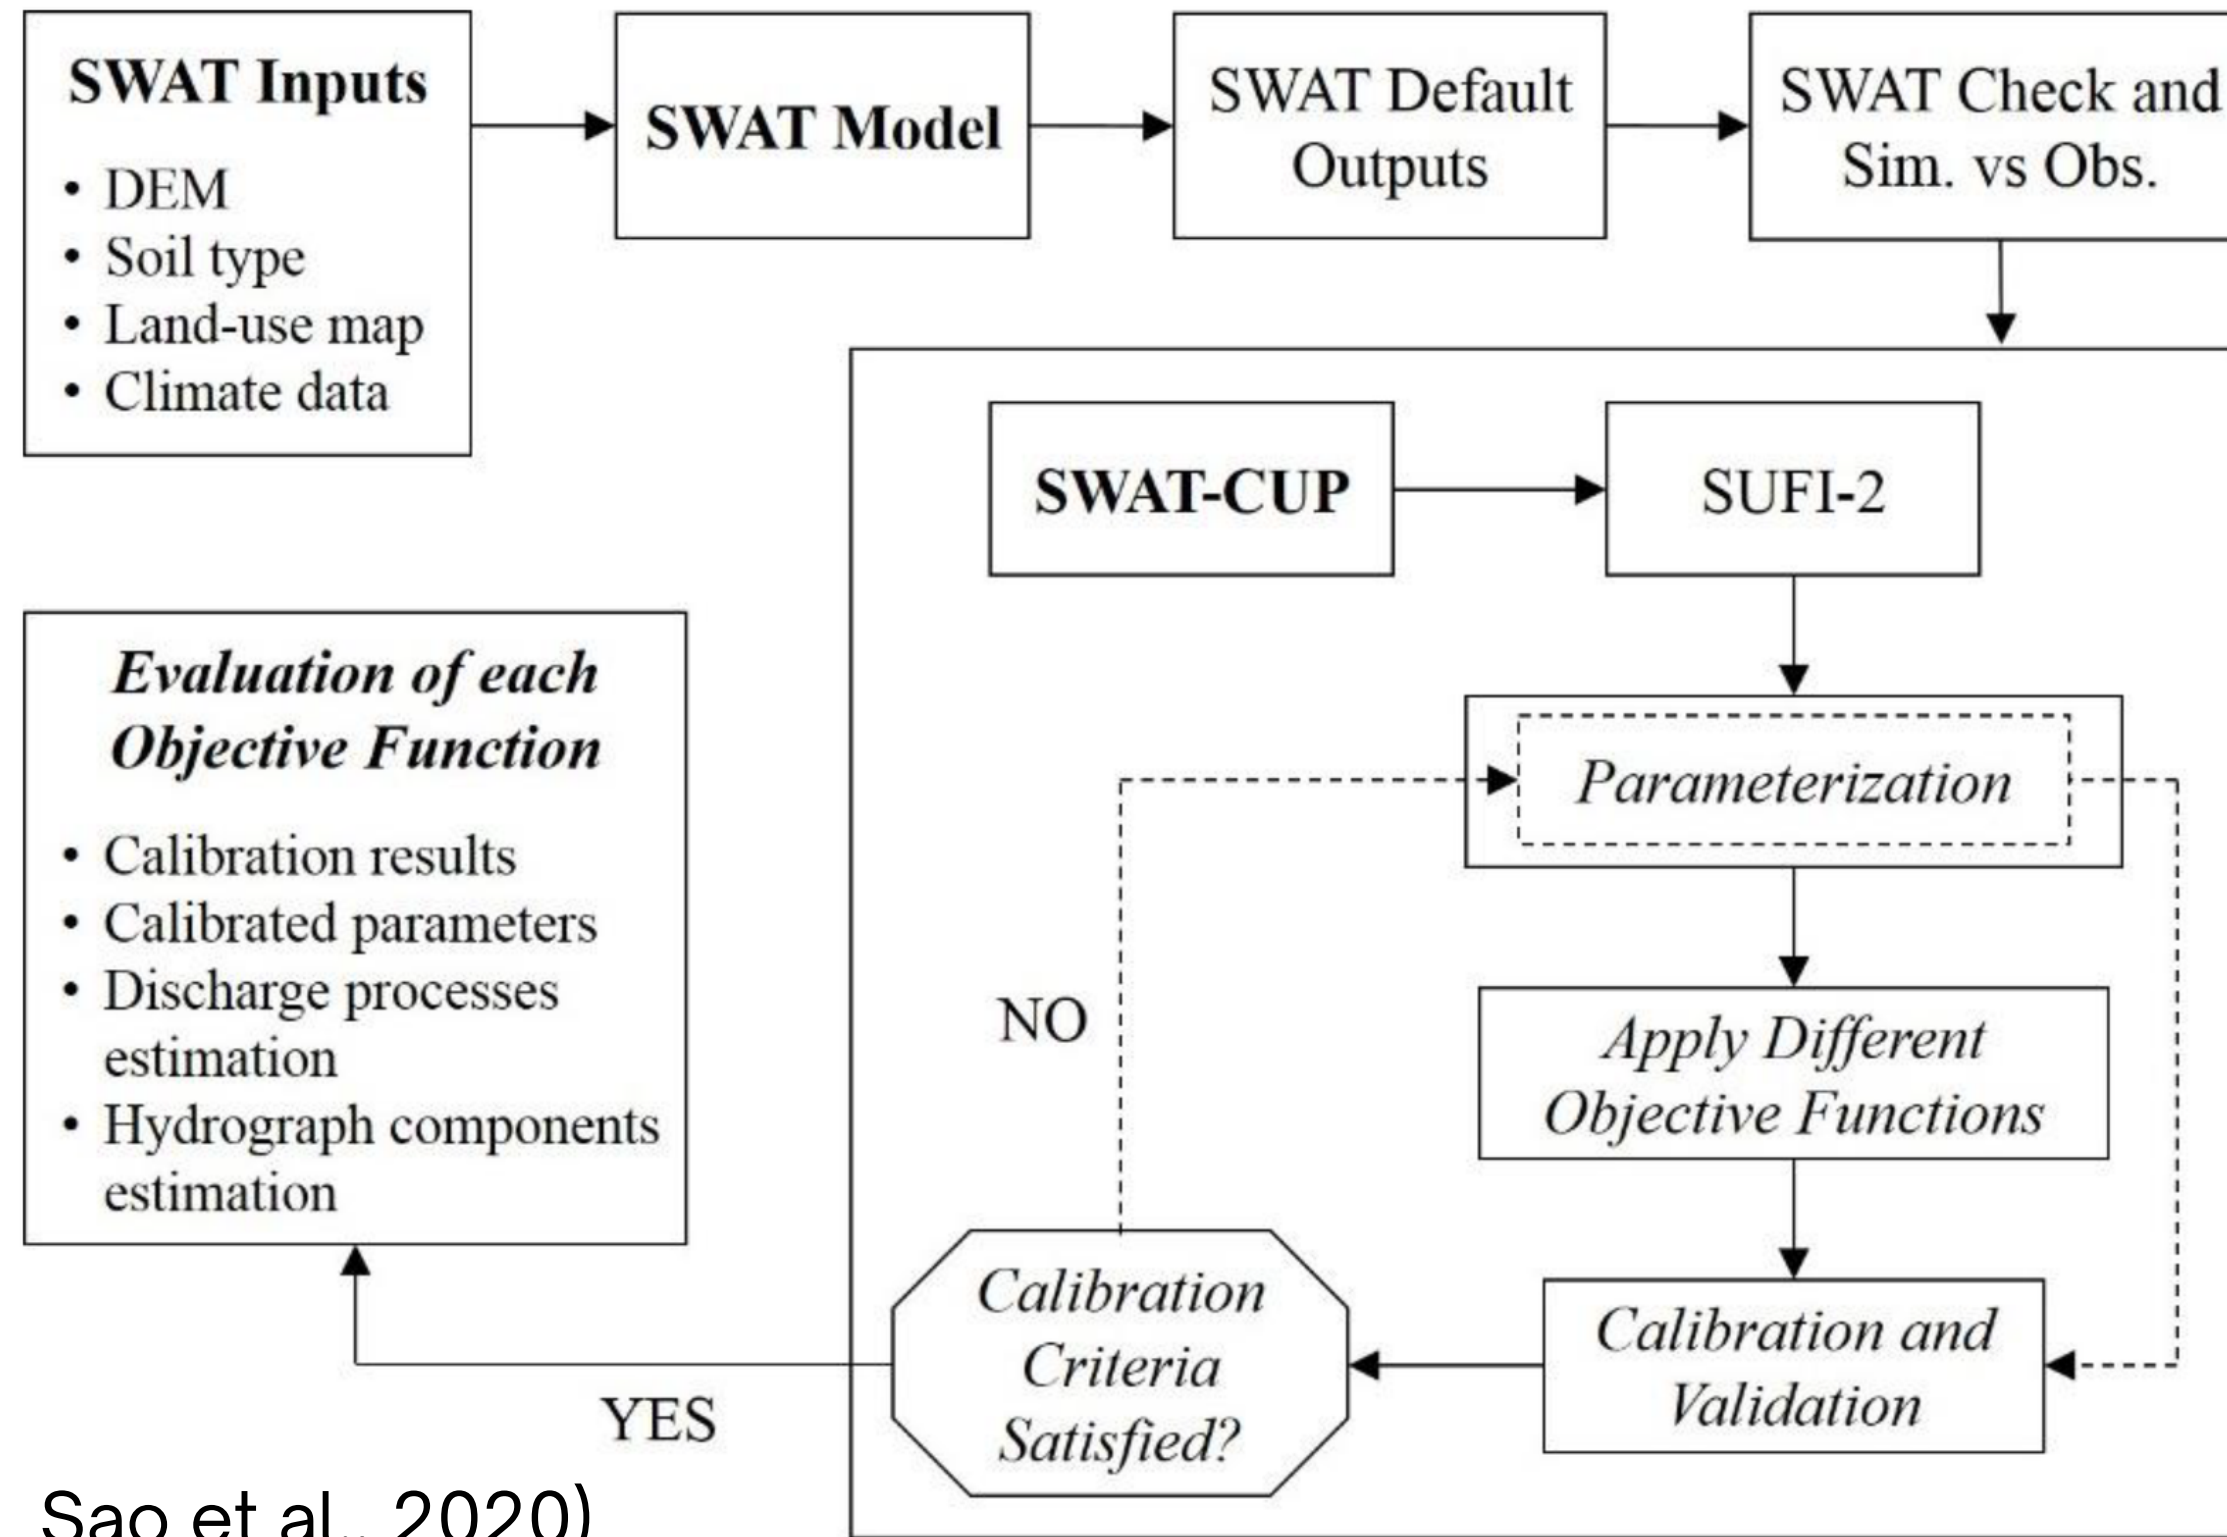 SWAT Inputs
• DEM
• Soil type
• Land-use map
• Climate data
SWAT Model
SWAT Default
Outputs
SWAT Check and
Sim. vs Obs.
SWAT-CUP
SUFI-2
Parameterization
Apply Different
Objective Functions
Calibration and
Validation
Calibration
Criteria
Satisfied?
NO
YES
Evaluation of each
Objective Function
• Calibration results
• Calibrated parameters
• Discharge processes
estimation
• Hydrograph components
estimation
Sao et al., 2020)